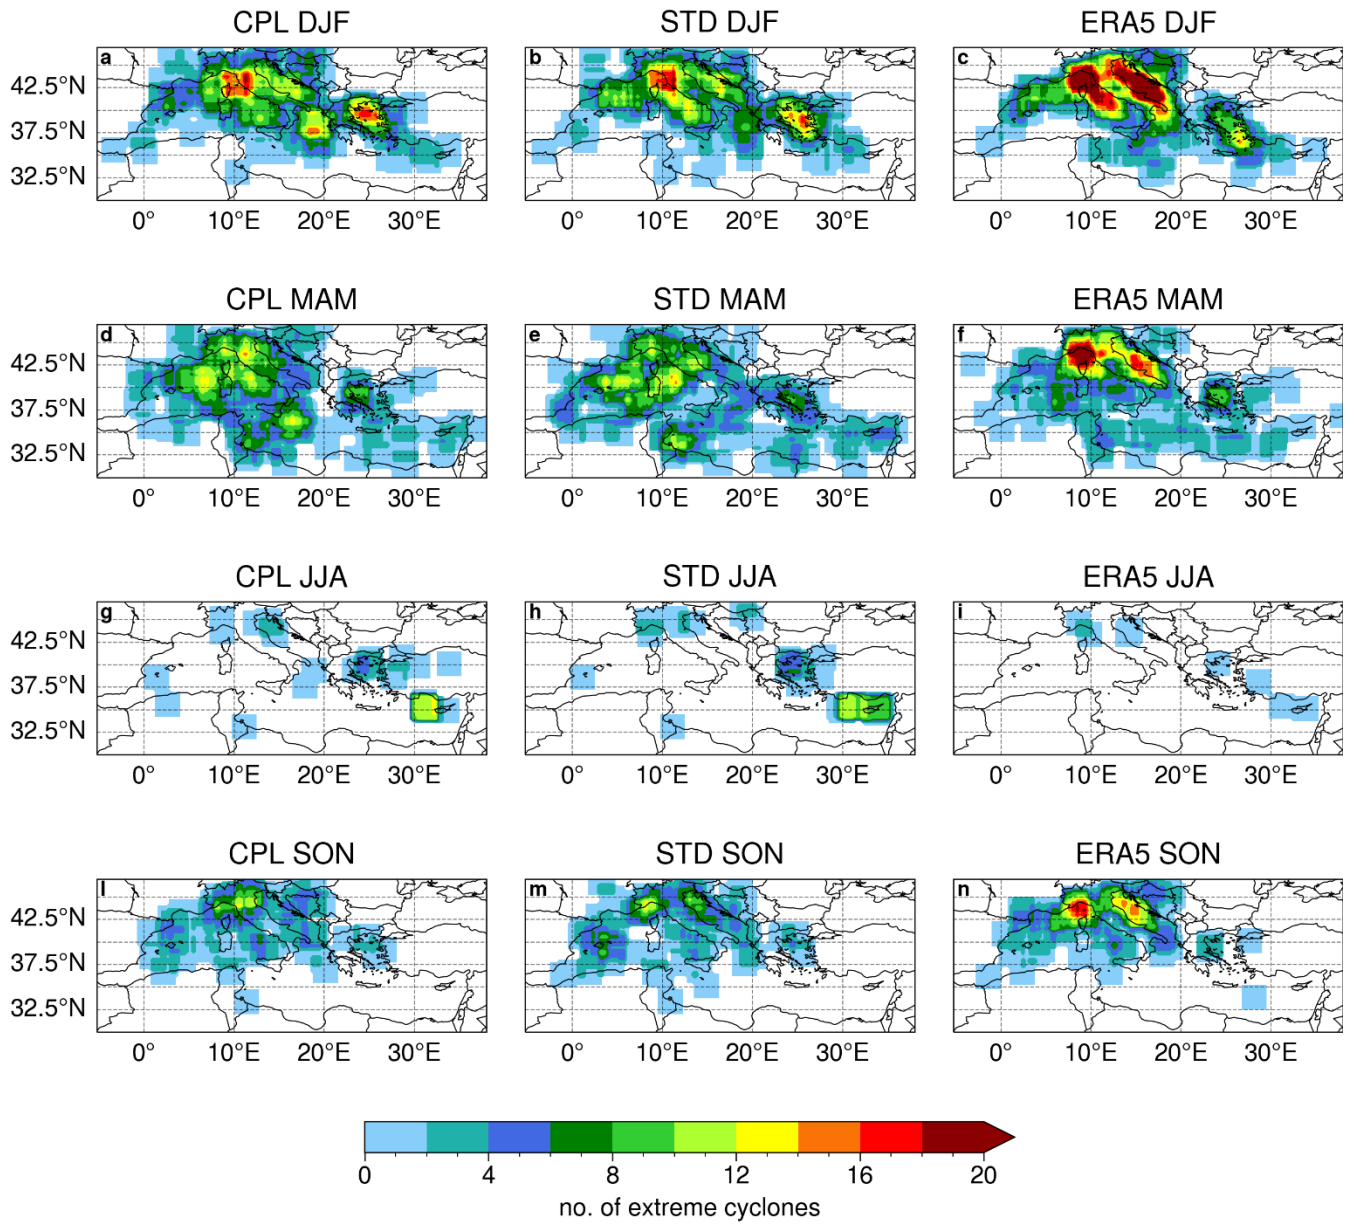 CPL DJF STD DJF ERA5 DJF
a b c
42.5°N
37.5°N
32.5°N
0° 10°E 20°E 30°E 0° 10°E 20°E 30°E 0° 10°E 20°E 30°E
CPL MAM STD MAM ERA5 MAM
d e f
42.5°N
37.5°N
32.5°N
0° 10°E 20°E 30°E 0° 10°E 20°E 30°E 0° 10°E 20°E 30°E
CPL JJA STD JJA ERA5 JJA
g h i
42.5°N
37.5°N
32.5°N
0° 10°E 20°E 30°E 0° 10°E 20°E 30°E 0° 10°E 20°E 30°E
CPL SON STD SON ERA5 SON
l m n
42.5°N
37.5°N
32.5°N
0° 10°E 20°E 30°E 0° 10°E 20°E 30°E 0° 10°E 20°E 30°E
0 4 8 12 16 20
no. of extreme cyclones